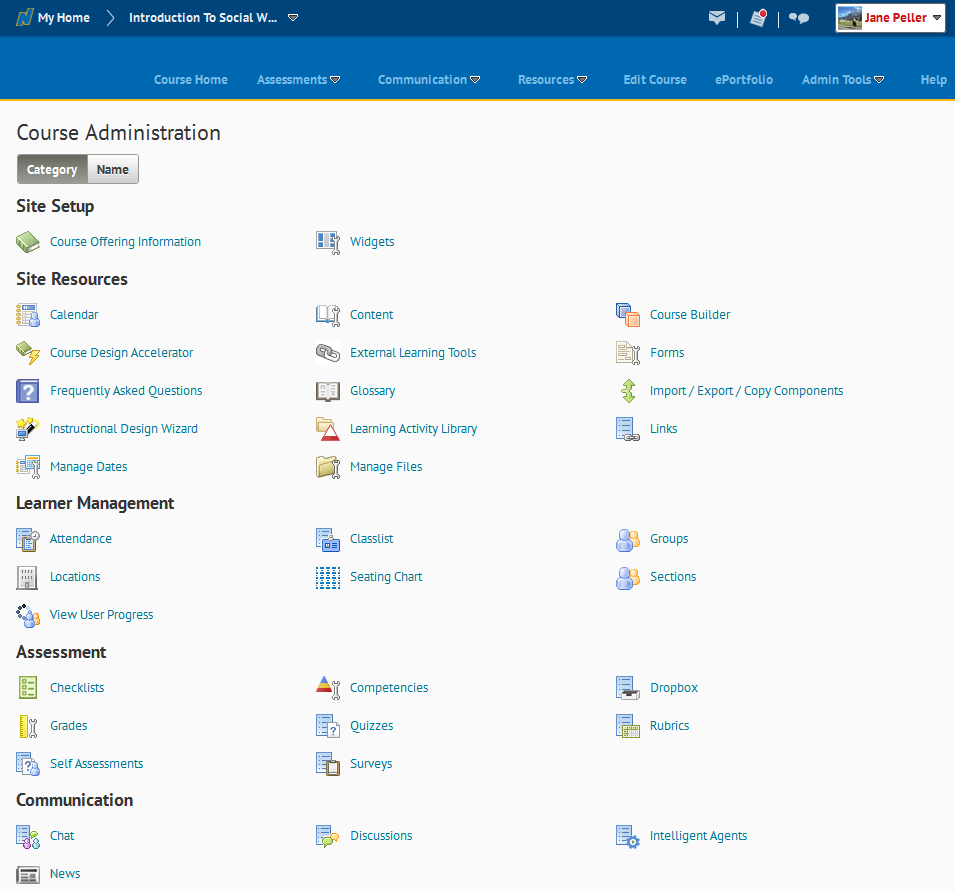 My Home Introduction To Social W... Jane Peller
Course Home Assessments Communication Resources Edit Course ePortfolio Admin Tools Help
Course Administration
Category Name
Site Setup
Course Offering Information Widgets
Site Resources
Calendar Content Course Builder
Course Design Accelerator External Learning Tools Forms
Frequently Asked Questions Glossary Import / Export / Copy Components
Instructional Design Wizard Learning Activity Library Links
Manage Dates Manage Files
Learner Management
Attendance Classlist Groups
Locations Seating Chart Sections
View User Progress
Assessment
Checklists Competencies Dropbox
Grades Quizzes Rubrics
Self Assessments Surveys
Communication
Chat Discussions Intelligent Agents
News